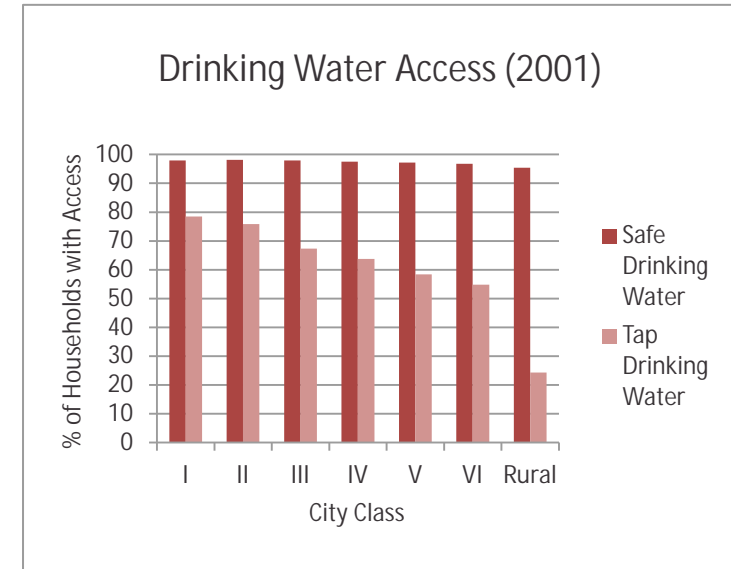 Drinking Water Access (2001)
% of Households with Access
100
90
80
70
60
50
40
30
20
10
0
I II III IV V VI Rural
City Class
Safe
Drinking
Water
Tap
Drinking
Water